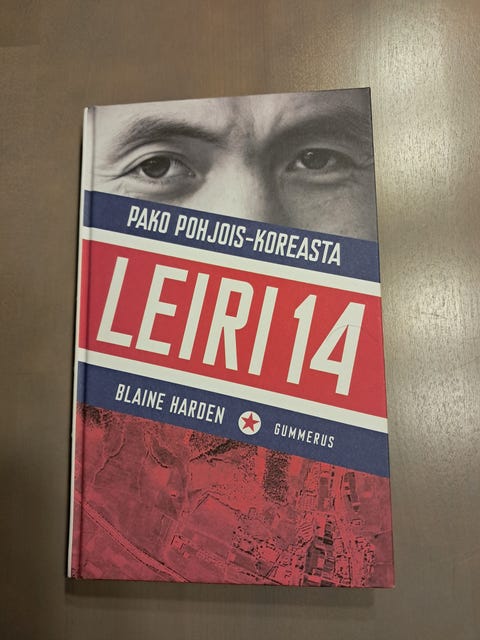 PAKO POHJOIS-KOREASTA
LEIRI 14
BLAINE HARDEN
GUMMERUS